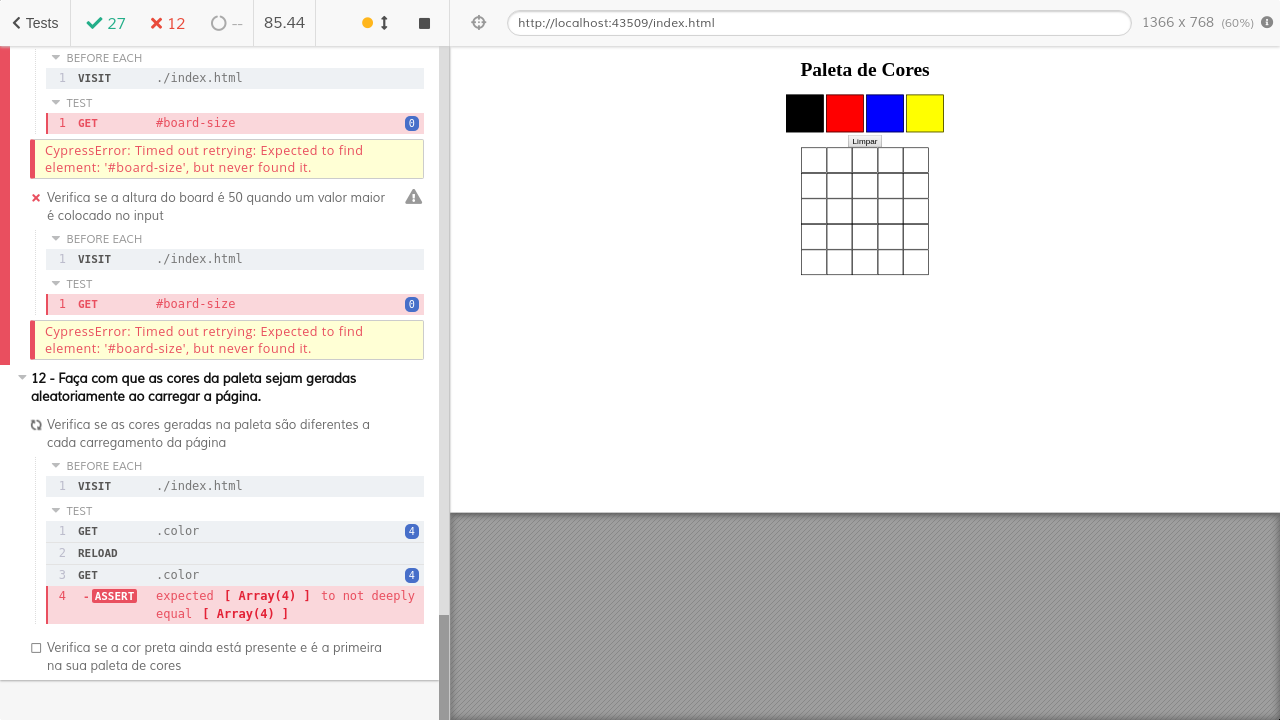 Tests 27 12 -- 85.44
BEFORE EACH
1 VISIT ./index.html
TEST
1 GET #board-size 0
CypressError: Timed out retrying: Expected to find
element: '#board-size', but never found it.
Verifica se a altura do board é 50 quando um valor maior
é colocado no input
BEFORE EACH
1 VISIT ./index.html
TEST
1 GET #board-size 0
CypressError: Timed out retrying: Expected to find
element: '#board-size', but never found it.
12 - Faça com que as cores da paleta sejam geradas
aleatoriamente ao carregar a página.
Verifica se as cores geradas na paleta são diferentes a
cada carregamento da página
BEFORE EACH
1 VISIT ./index.html
TEST
1 GET .color 4
2 RELOAD
3 GET .color 4
4 -ASSERT expected [ Array(4) ] to not deeply
equal [ Array(4) ]
Verifica se a cor preta ainda está presente e é a primeira
na sua paleta de cores
http://localhost:43509/index.html 1366 x 768 (60%)
Paleta de Cores
Limpar